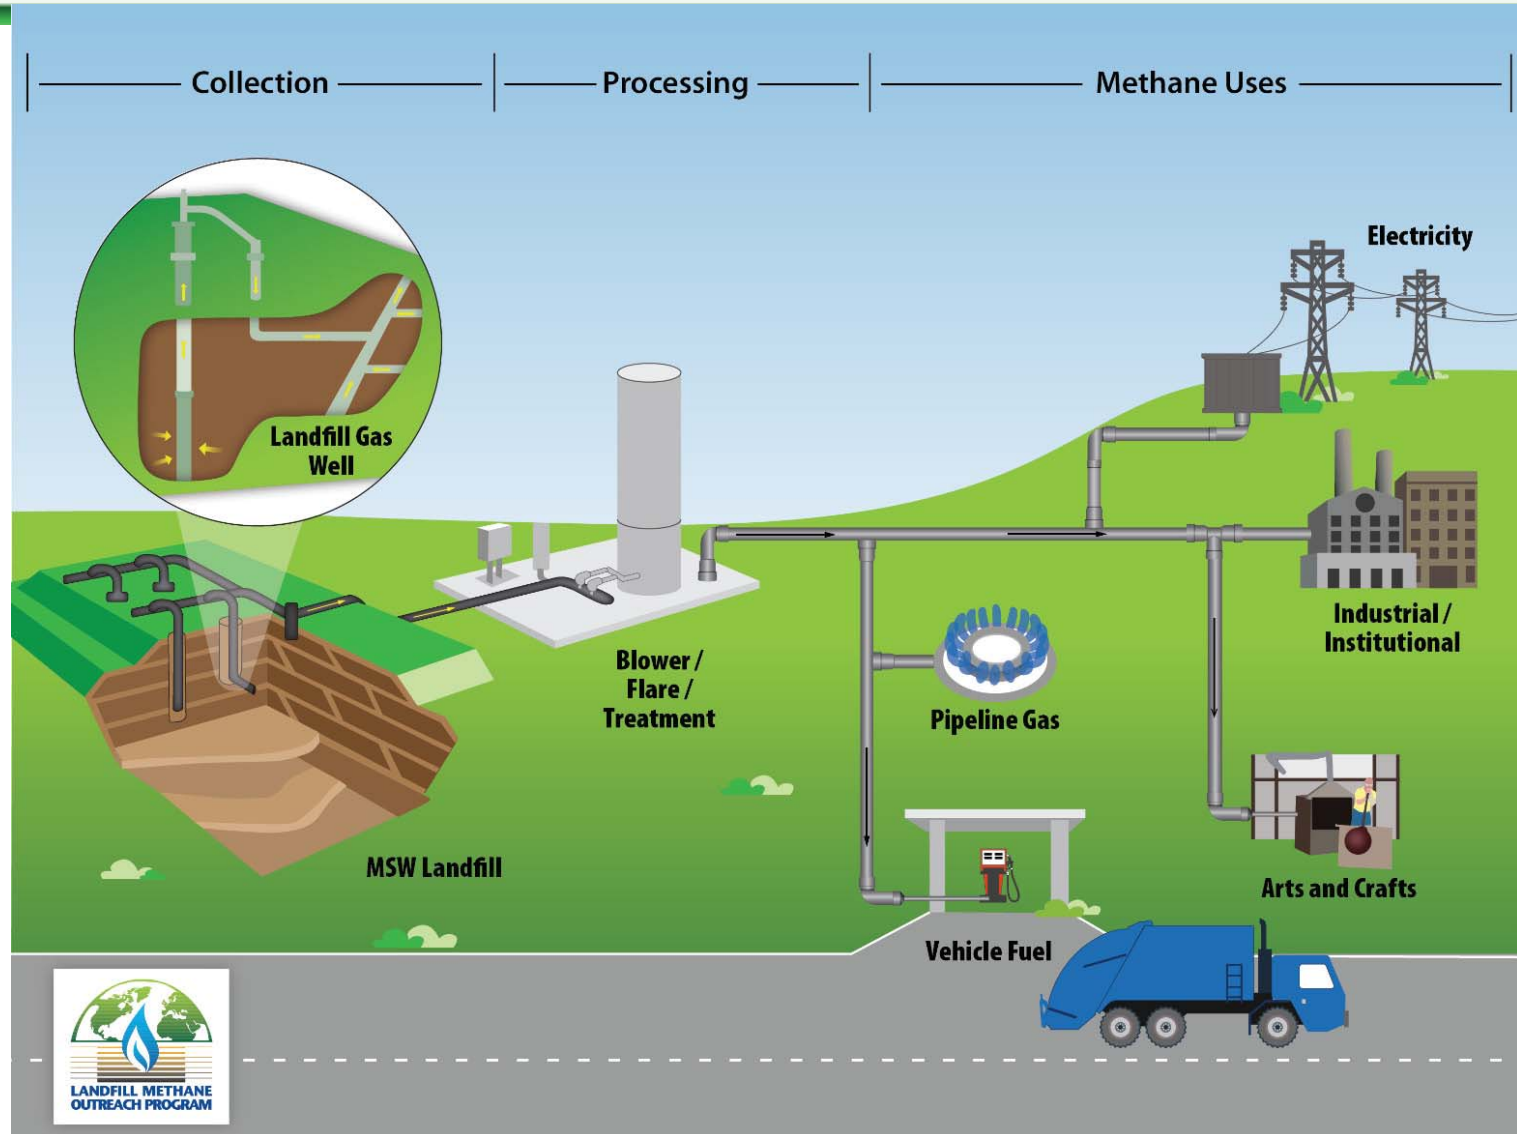 Collection
Processing
Methane Uses
Landfill Gas
Well
Electricity
Industrial /
Institutional
Blower /
Flare /
Treatment
Pipeline Gas
MSW Landfill
Arts and Crafts
Vehicle Fuel
LANDFILL METHANE
OUTREACH PROGRAM